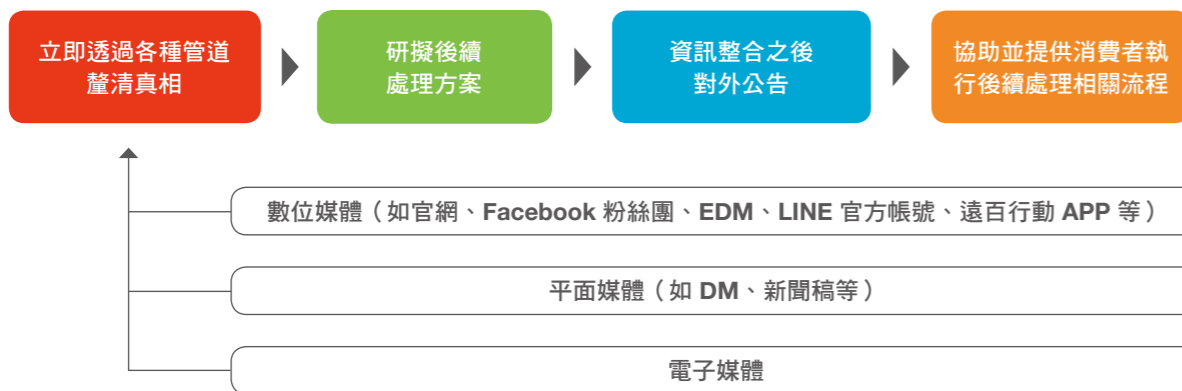 立即透過各種管道
釐清真相
研擬後續
處理方案
資訊整合之後
對外公告
協助並提供消費者執
行後續處理相關流程
數位媒體（如官網、Facebook 粉絲團、EDM、LINE 官方帳號、遠百行動 APP 等）
平面媒體（如 DM、新聞稿等）
電子媒體